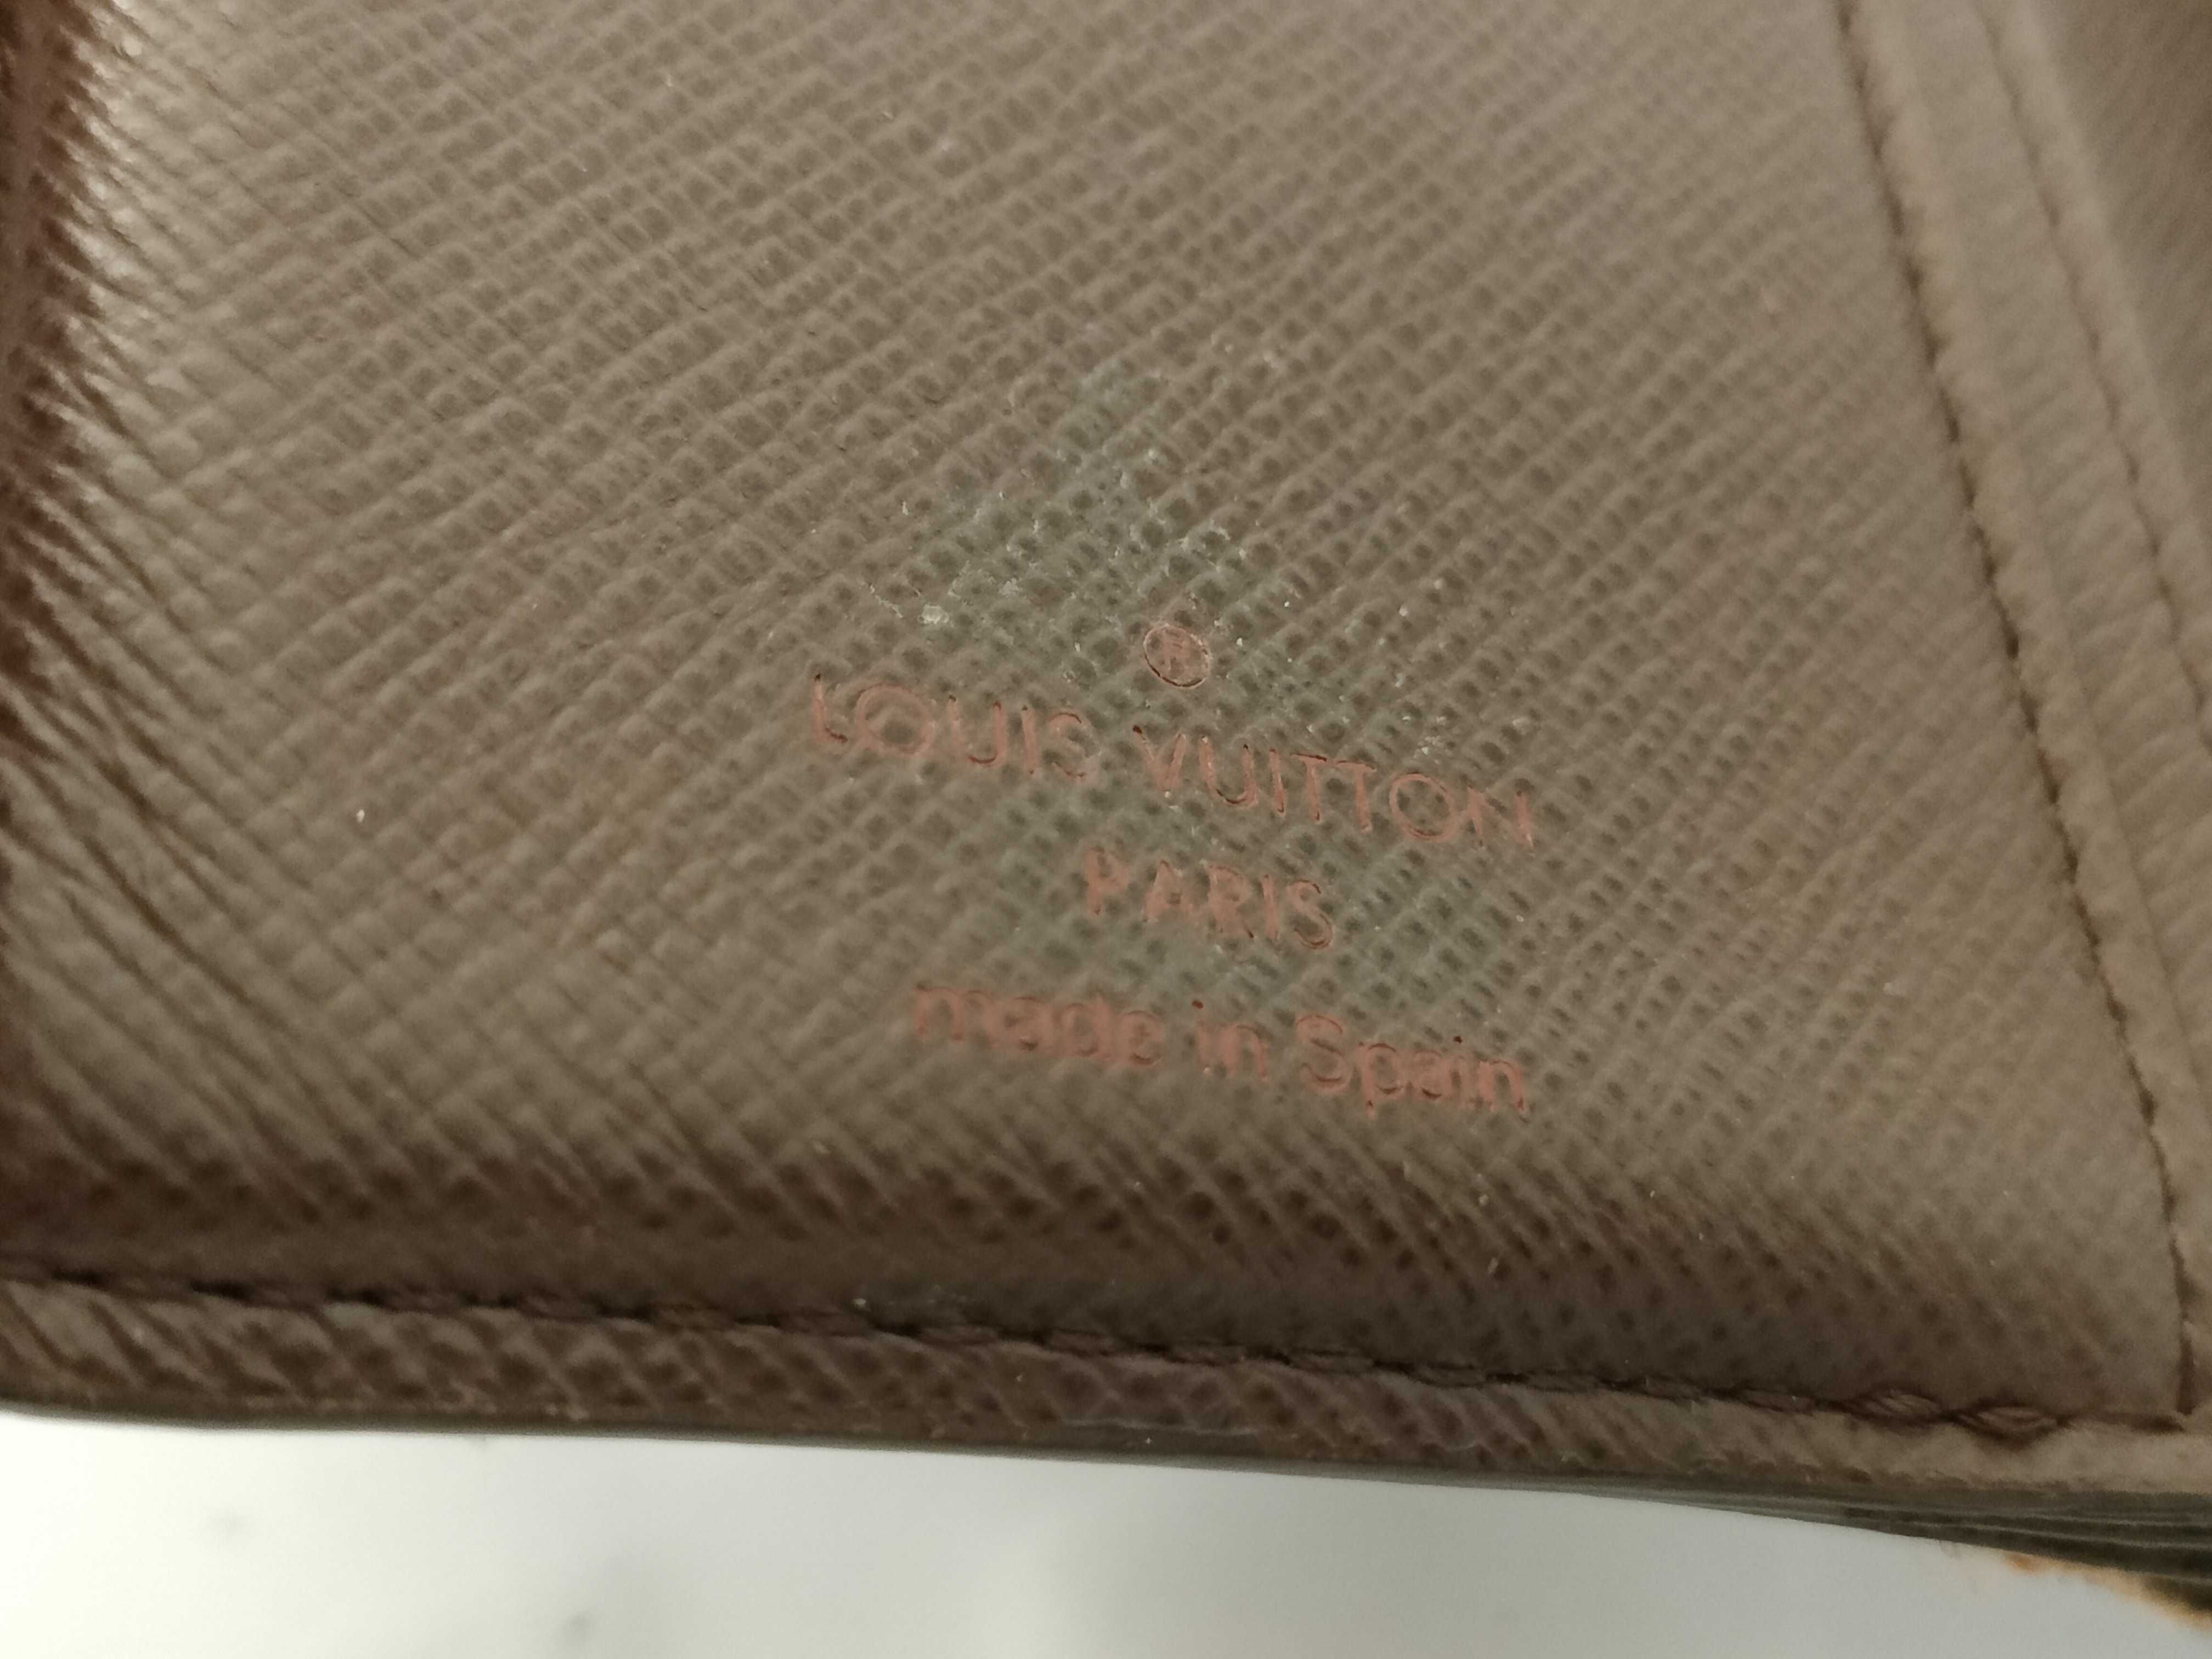 ®
LOUIS VUITTON
PARIS
made in Spain